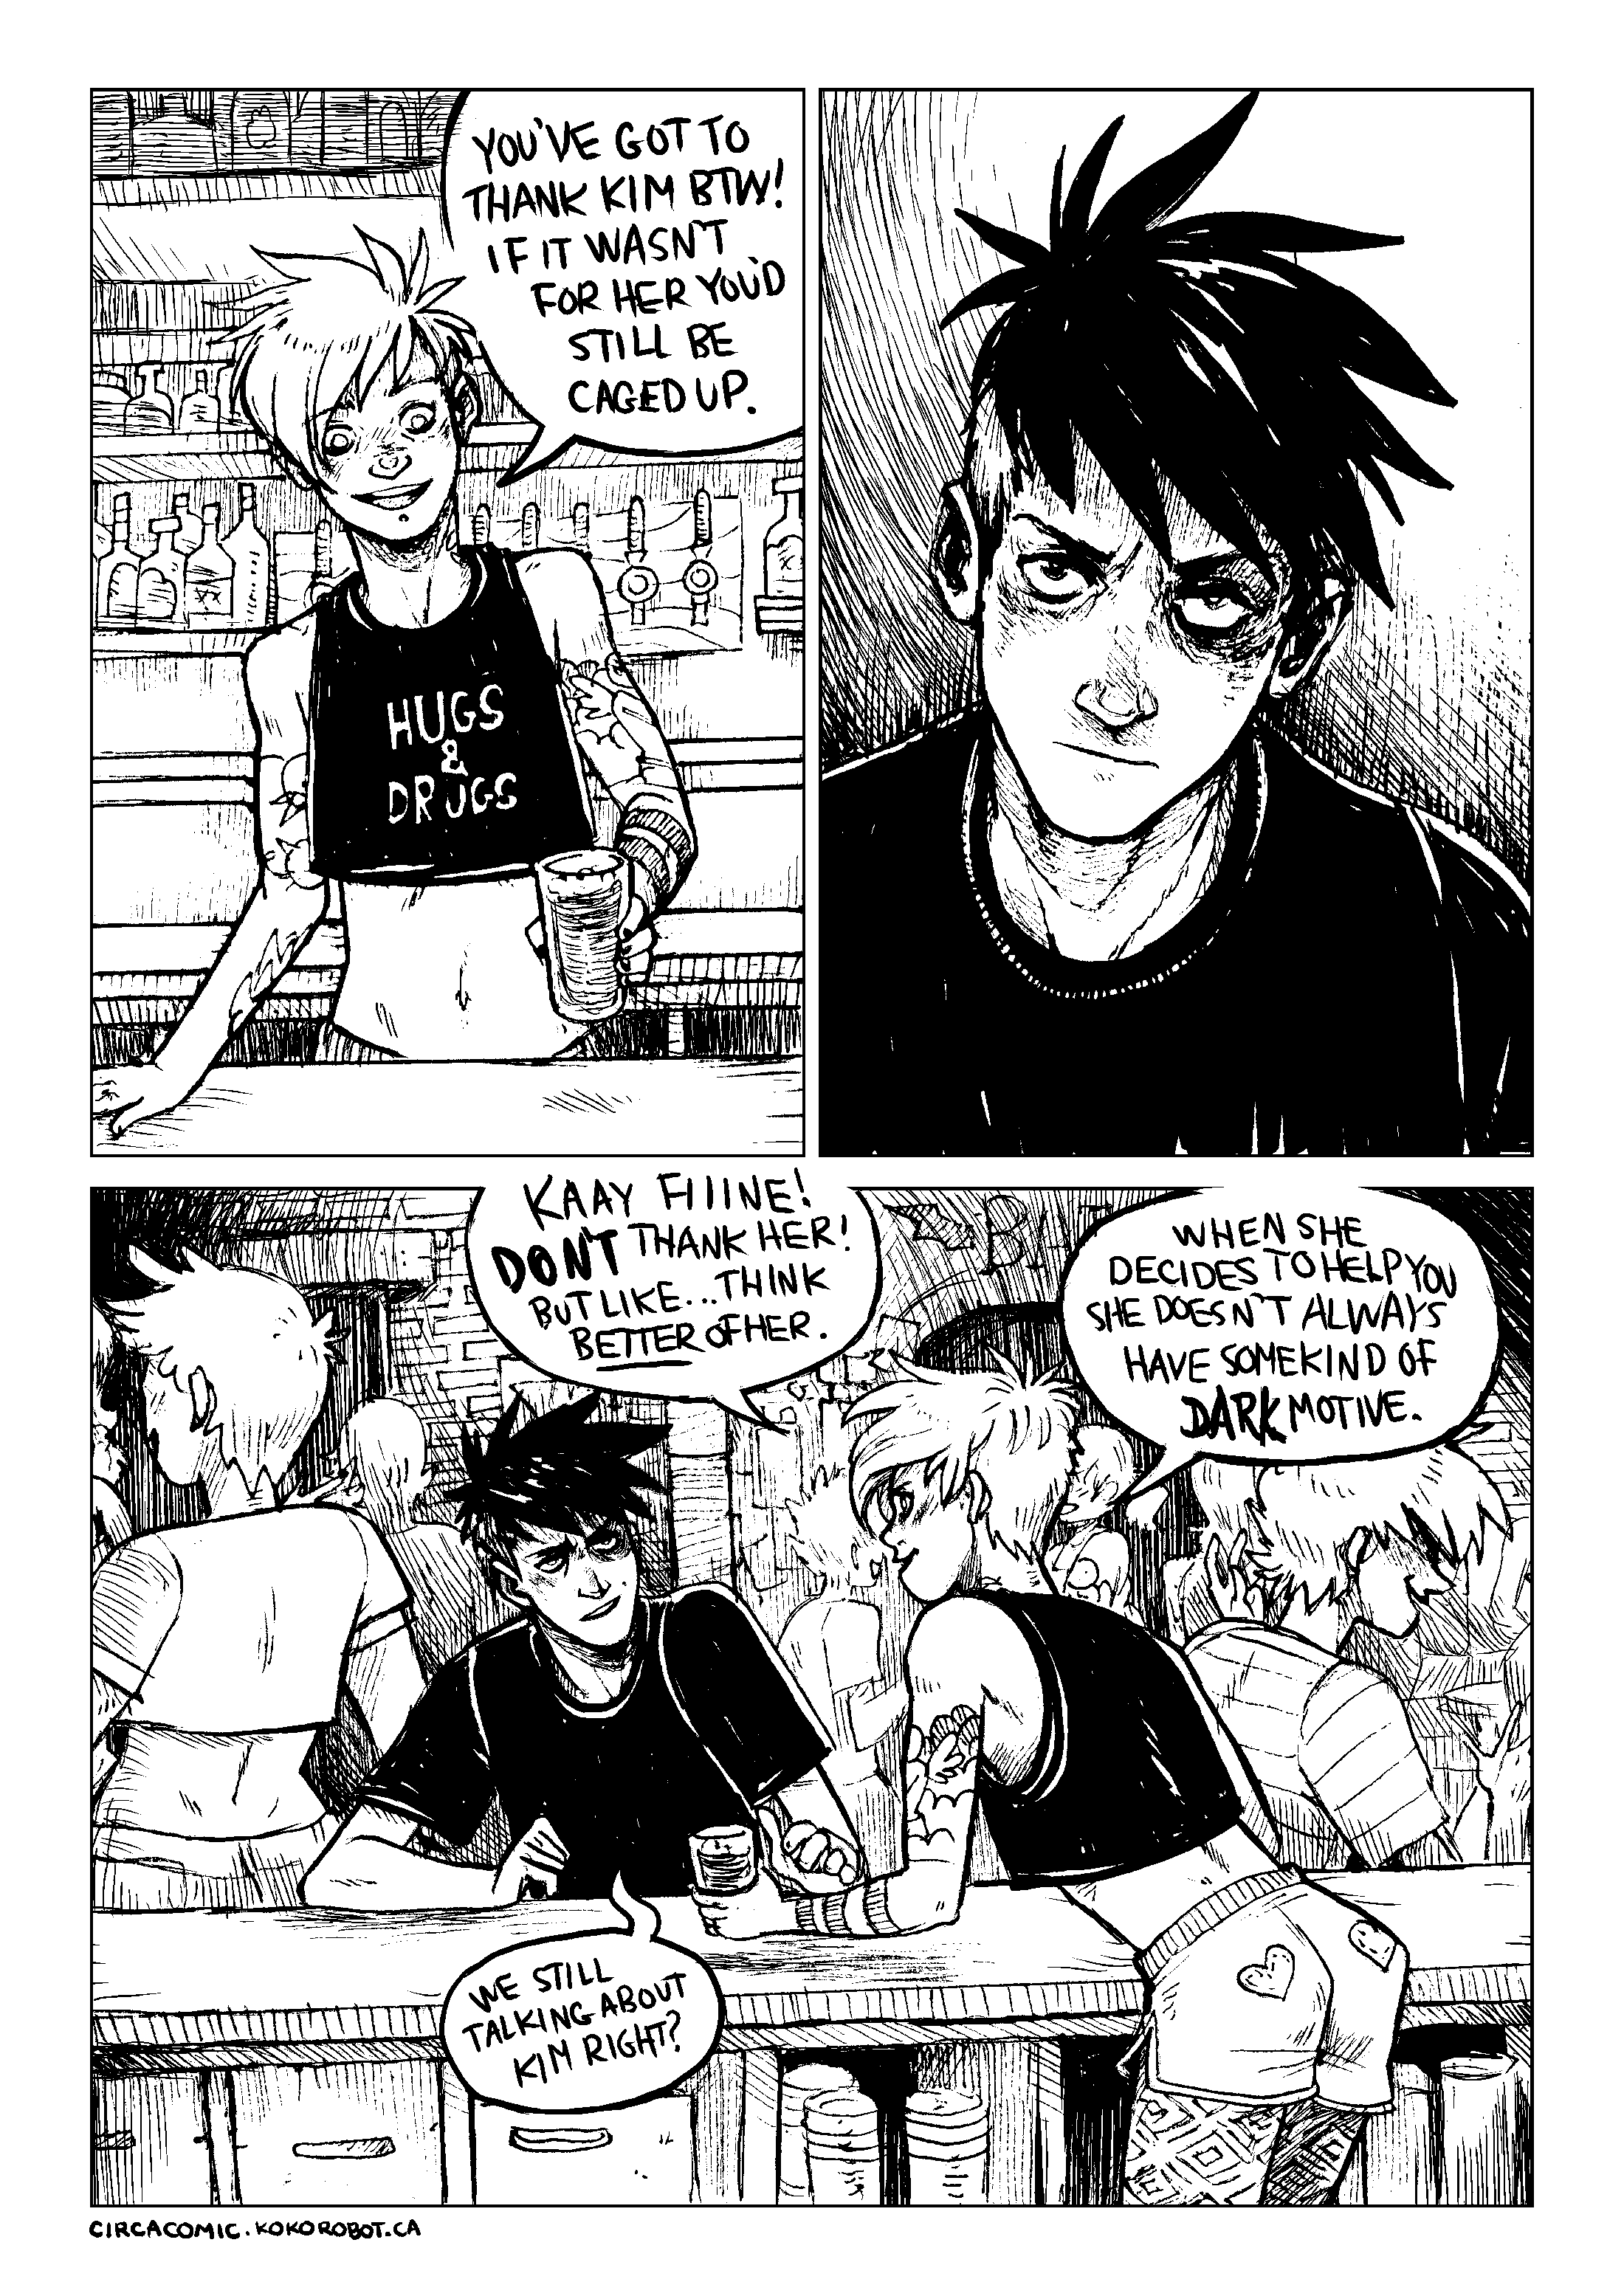 YOU'VE GOT TO
THANK KIM BTW!
IF IT WASN'T
FOR HER YOU'D
STILL BE
CAGED UP.
HUGS
&
DRUGS
KAAY FIIINE!
DON'T THANK HER!
BUT LIKE... THINK
BETTER OF HER.
WHEN SHE
DECIDES TO HELP YOU
SHE DOESN'T ALWAYS
HAVE SOMEKIND OF
DARK MOTIVE.
WE STILL
TALKING ABOUT
KIM RIGHT?
CIRCACOMIC.KOKOROBOT.CA